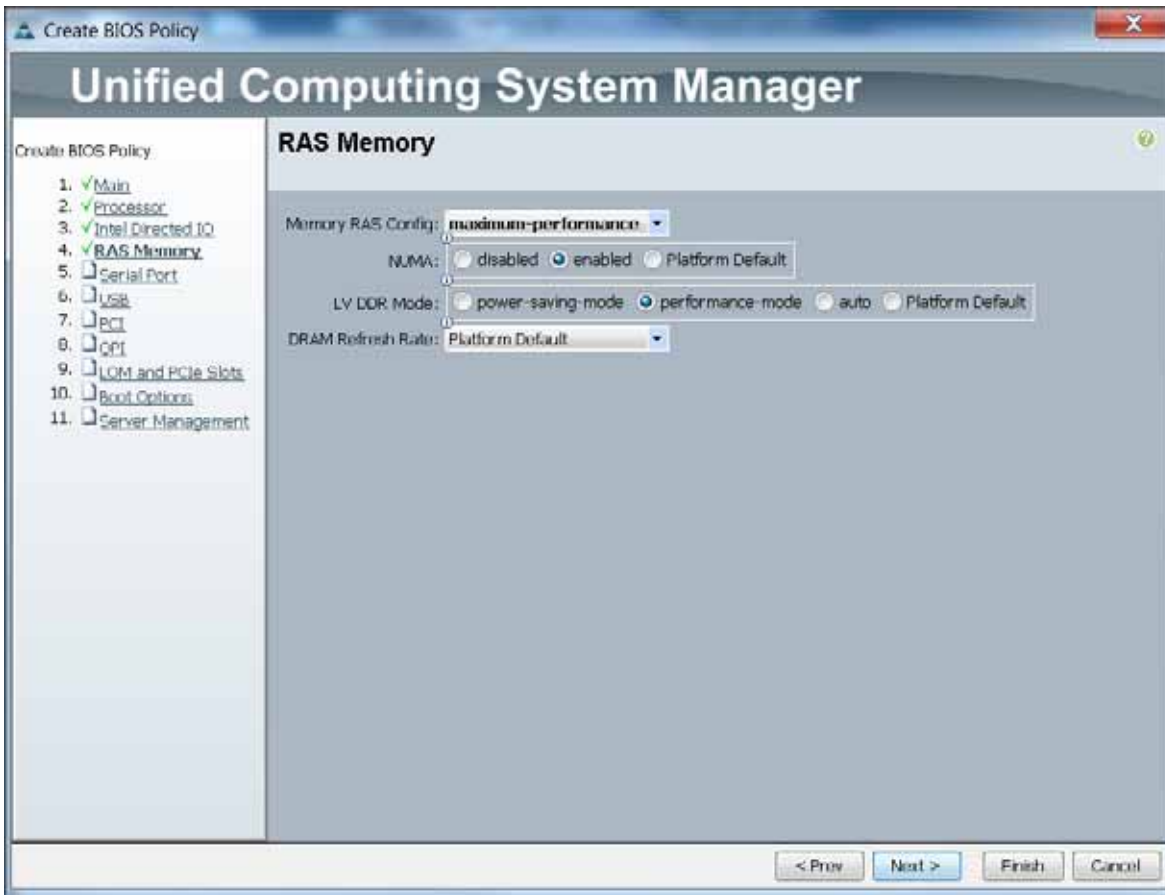 Create BIOS Policy
Unified Computing System Manager
Create BIOS Policy
1. Main
2. Processor
3. Intel Directed IO
4. RAS Memory
5. Serial Port
6. USB
7. PCI
8. QPI
9. LOM and PCIe Slots
10. Boot Options
11. Server Management
RAS Memory
Memory RAS Config: maximum-performance
NUMA: disabled enabled Platform Default
LV DDR Mode: power-saving-mode performance-mode auto Platform Default
DRAM Refresh Rate: Platform Default
< Prev Next > Finish Cancel